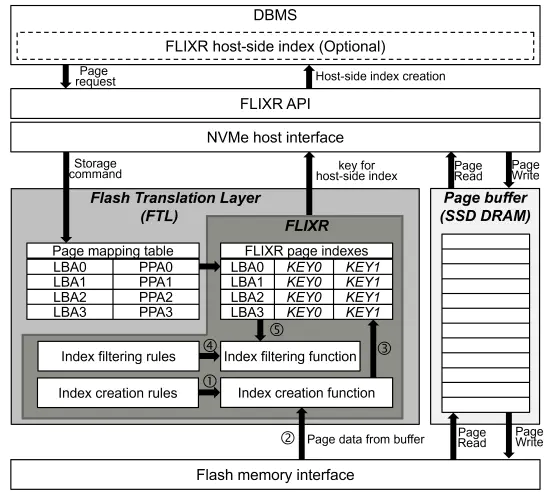 DBMS
FLIXR host-side index (Optional)
Page
request
Host-side index creation
FLIXR API
NVMe host interface
Storage
command
key for
host-side index
Page
Read
Page
Write
Flash Translation Layer
(FTL)
FLIXR
Page buffer
(SSD DRAM)
Page mapping table
LBA0 PPA0
LBA1 PPA1
LBA2 PPA2
LBA3 PPA3
FLIXR page indexes
LBA0 KEY0 KEY1
LBA1 KEY0 KEY1
LBA2 KEY0 KEY1
LBA3 KEY0 KEY1
⑤
③
Index filtering rules
④
Index filtering function
Index creation rules
①
Index creation function
② Page data from buffer
Page
Read
Page
Write
Flash memory interface